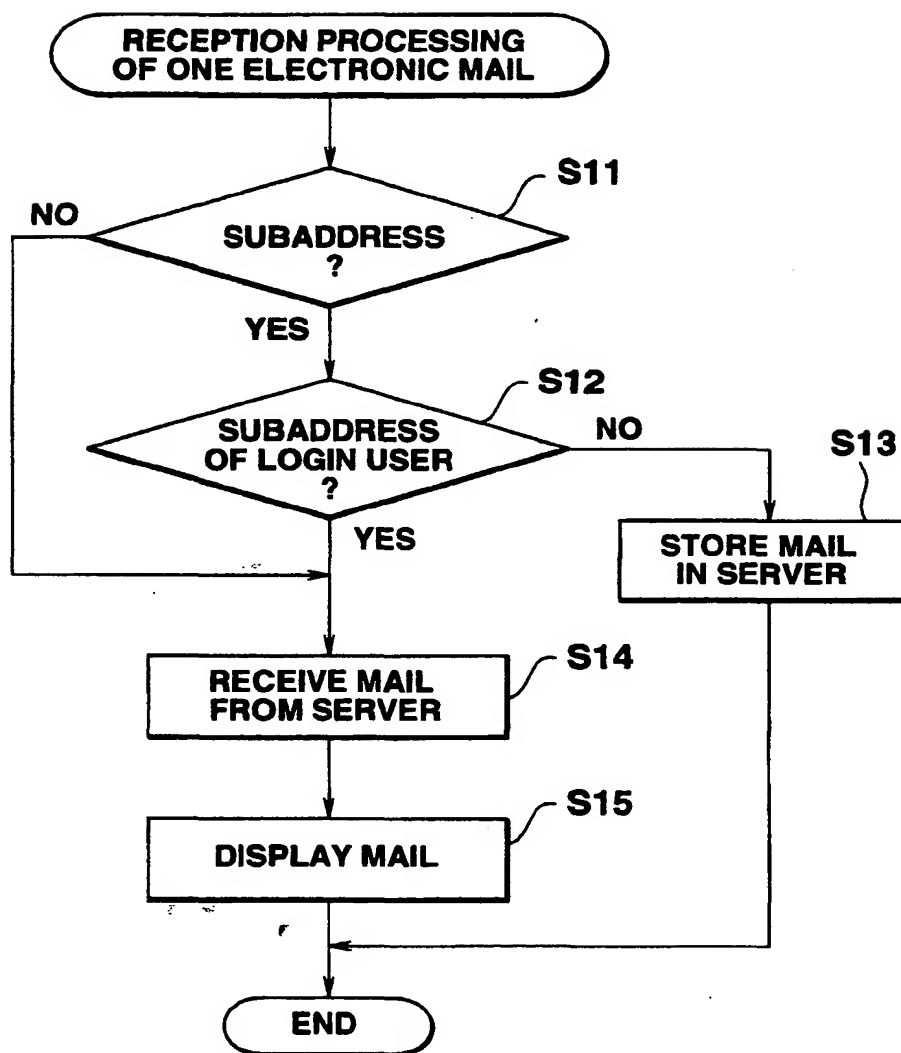 RECEPTION PROCESSING
OF ONE ELECTRONIC MAIL
S11
NO
SUBADDRESS
?
YES
S12
SUBADDRESS
OF LOGIN USER
?
NO
S13
YES
STORE MAIL
IN SERVER
S14
RECEIVE MAIL
FROM SERVER
S15
DISPLAY MAIL
END